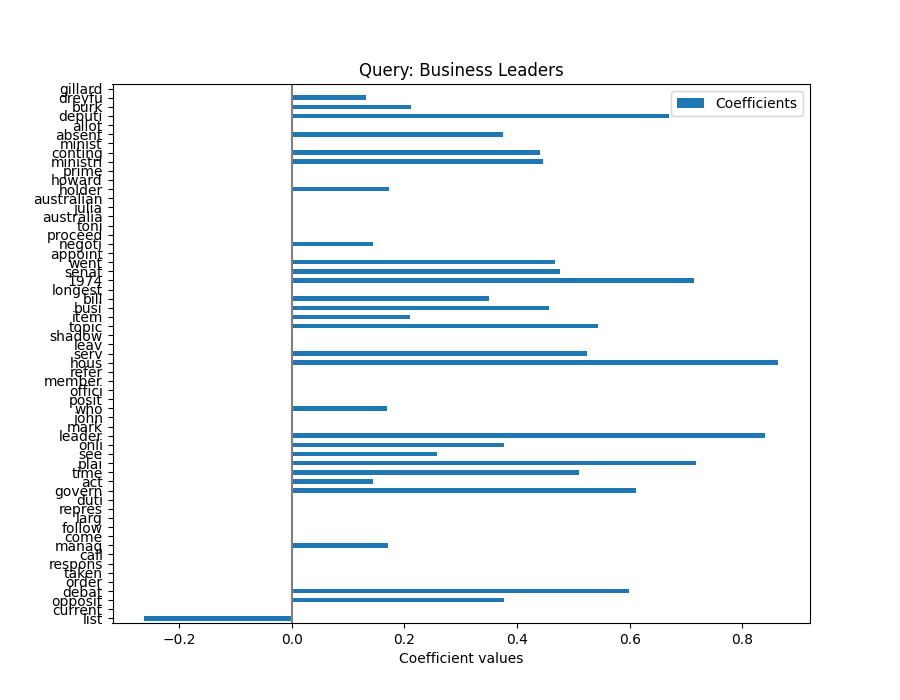 Query: Business Leaders
Coefficients
gillard
dreyfu
burk
deputi
allot
absent
minist
conting
ministri
prime
howard
holder
australian
julia
australia
toni
proceed
negoti
appoint
went
senat
1974
longest
bill
busi
item
topic
shadow
leav
serv
hous
refer
member
offici
posit
who
john
mark
leader
onli
see
plai
time
act
govern
duti
repres
larg
follow
come
manag
call
respons
taken
order
debat
opposit
current
list
−0.2 0.0 0.2 0.4 0.6 0.8
Coefficient values